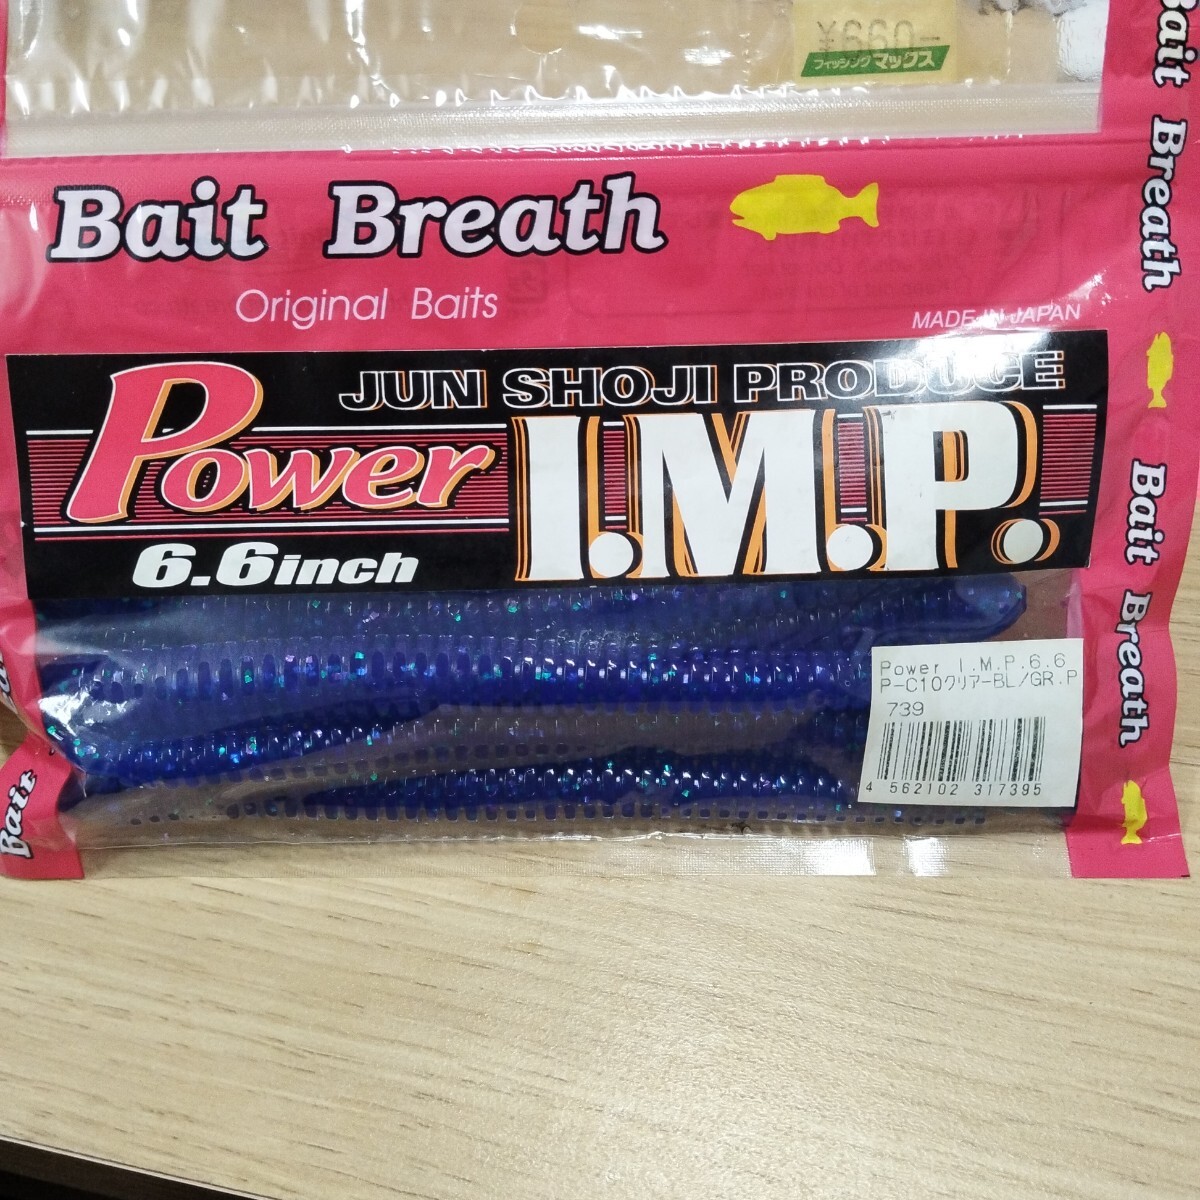 ¥660-
フィッシングマックス
Bait Breath
Original Baits
MADE IN JAPAN
JUN SHOJI PRODUCE
Power I.M.P.
6.6inch
Power I.M.P.6.6
P-C10クリアーBL/GR.P
739
4 562102 317395
Bait Breath
Bait Breath
Bait